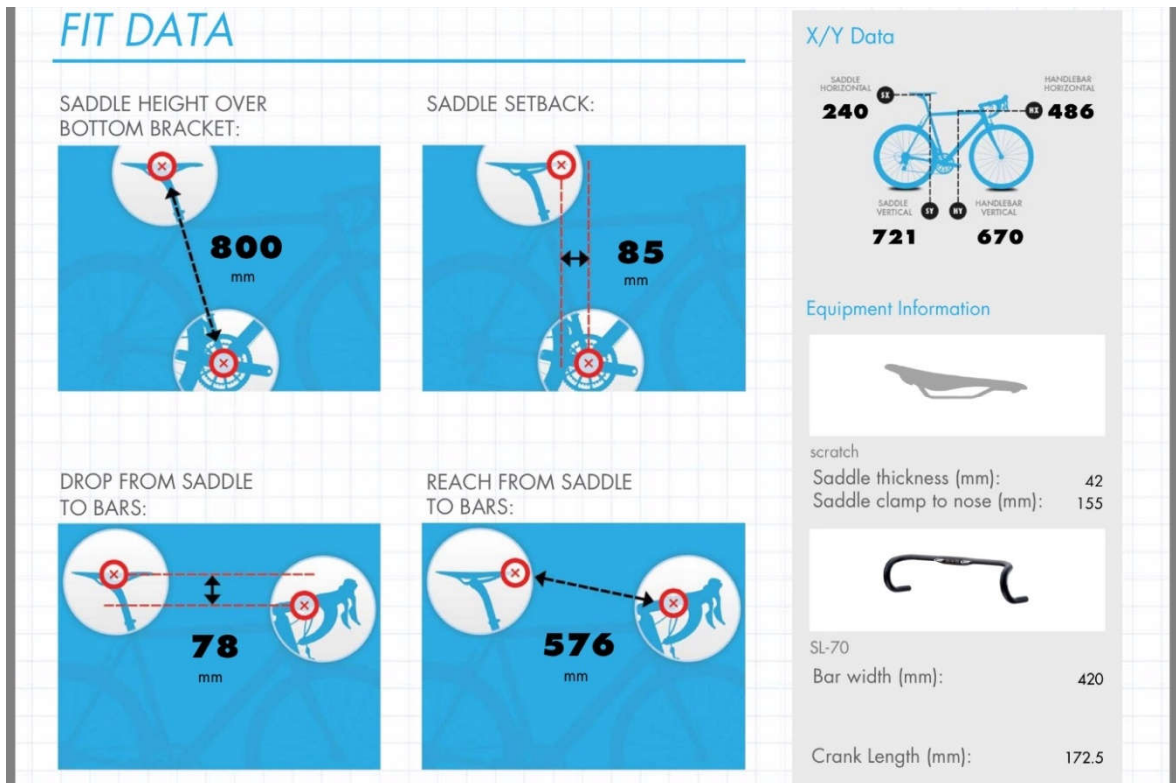 FIT DATA
SADDLE HEIGHT OVER
BOTTOM BRACKET:
800
mm
SADDLE SETBACK:
85
mm
DROP FROM SADDLE
TO BARS:
78
mm
REACH FROM SADDLE
TO BARS:
576
mm
X/Y Data
SADDLE
HORIZONTAL
SX
240
HANDLEBAR
HORIZONTAL
HX
486
SADDLE
VERTICAL
SY
721
HY
HANDLEBAR
VERTICAL
670
Equipment Information
scratch
Saddle thickness (mm): 42
Saddle clamp to nose (mm): 155
SL-70
Bar width (mm): 420
Crank Length (mm): 172.5